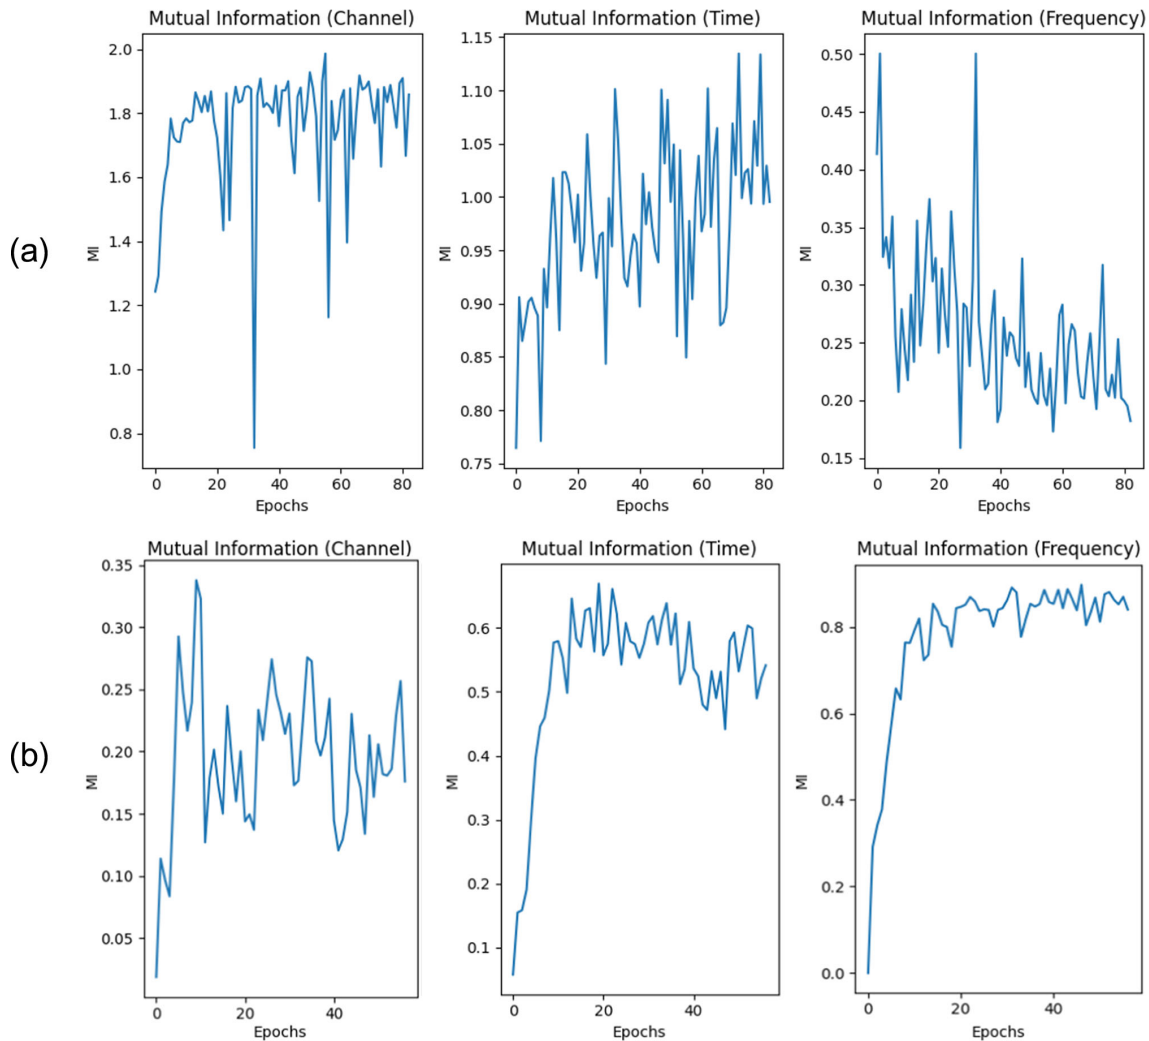 Mutual Information (Channel)
Mutual Information (Time)
Mutual Information (Frequency)
(a)
MI
2.0
1.8
1.6
1.4
1.2
1.0
0.8
0 20 40 60 80
Epochs
MI
1.15
1.10
1.05
1.00
0.95
0.90
0.85
0.80
0.75
0 20 40 60 80
Epochs
MI
0.50
0.45
0.40
0.35
0.30
0.25
0.20
0.15
0 20 40 60 80
Epochs
Mutual Information (Channel)
Mutual Information (Time)
Mutual Information (Frequency)
(b)
MI
0.35
0.30
0.25
0.20
0.15
0.10
0.05
0 20 40
Epochs
MI
0.6
0.5
0.4
0.3
0.2
0.1
0 20 40
Epochs
MI
0.8
0.6
0.4
0.2
0.0
0 20 40
Epochs